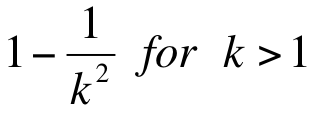 1 − 1/k² for k > 1